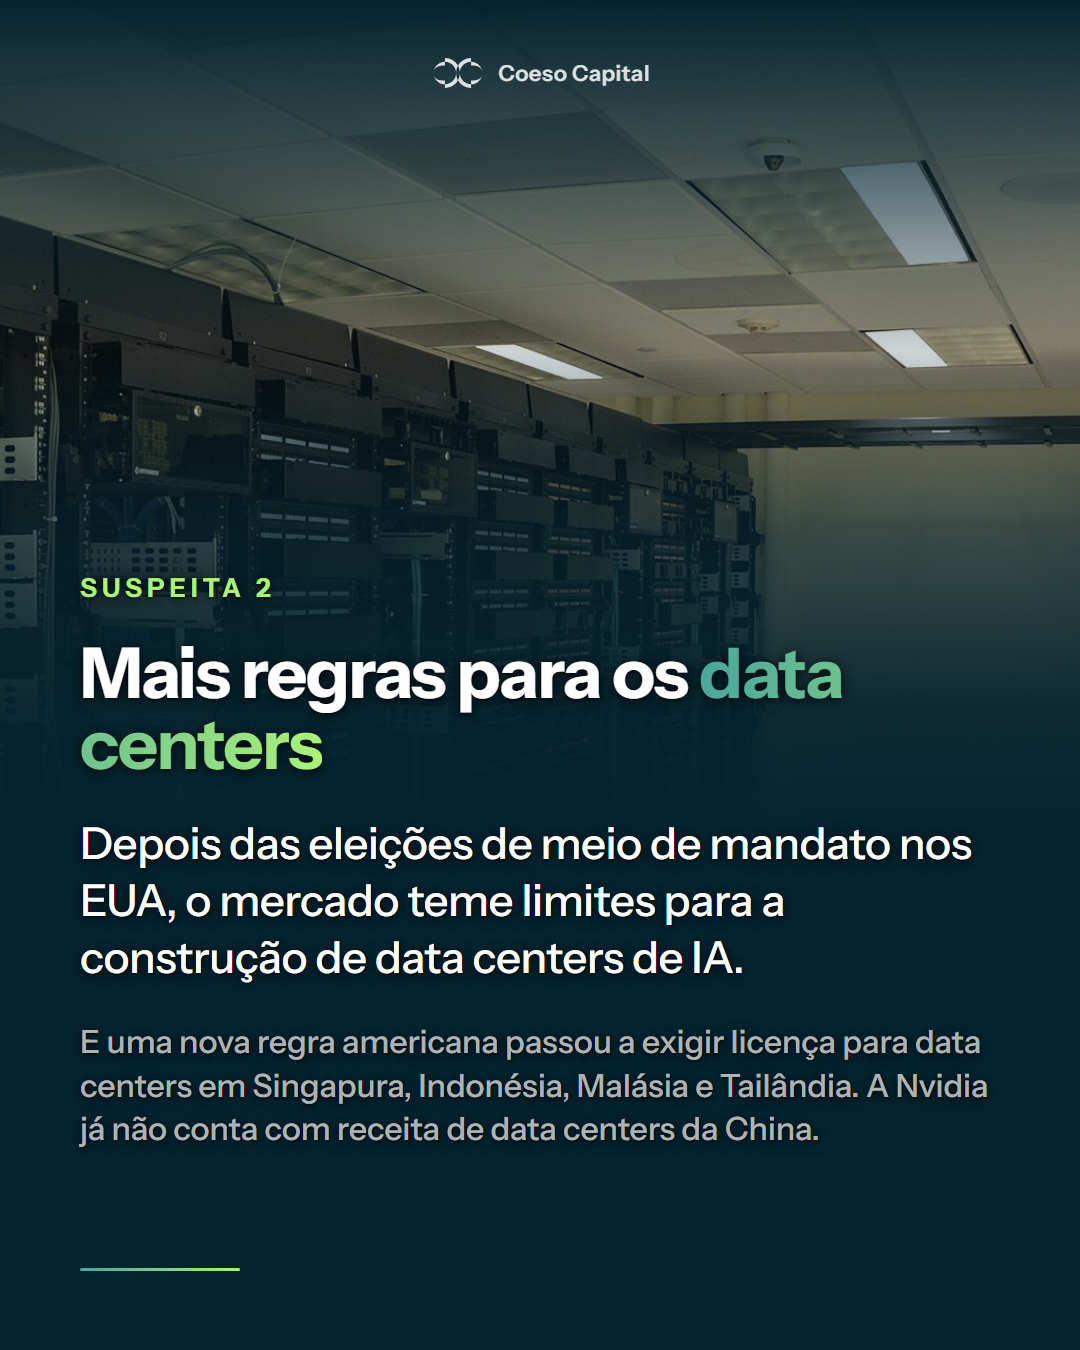 Coeso Capital
SUSPEITA 2
Mais regras para os data
centers
Depois das eleições de meio de mandato nos
EUA, o mercado teme limites para a
construção de data centers de IA.
E uma nova regra americana passou a exigir licença para data
centers em Singapura, Indonésia, Malásia e Tailândia. A Nvidia
já não conta com receita de data centers da China.